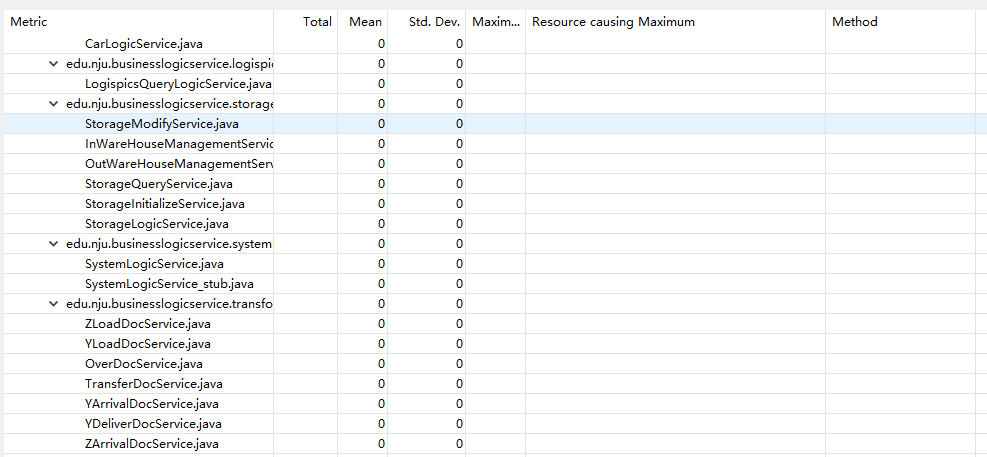 Metric Total Mean Std. Dev. Maxim... Resource causing Maximum Method
CarLogicService.java 0 0
edu.nju.businesslogicservice.logispic 0 0
LogispicsQueryLogicService.java 0 0
edu.nju.businesslogicservice.storage 0 0
StorageModifyService.java 0 0
InWareHouseManagementServic 0 0
OutWareHouseManagementServ 0 0
StorageQueryService.java 0 0
StorageInitializeService.java 0 0
StorageLogicService.java 0 0
edu.nju.businesslogicservice.system 0 0
SystemLogicService.java 0 0
SystemLogicService_stub.java 0 0
edu.nju.businesslogicservice.transfo 0 0
ZLoadDocService.java 0 0
YLoadDocService.java 0 0
OverDocService.java 0 0
TransferDocService.java 0 0
YArrivalDocService.java 0 0
YDeliverDocService.java 0 0
ZArrivalDocService.java 0 0